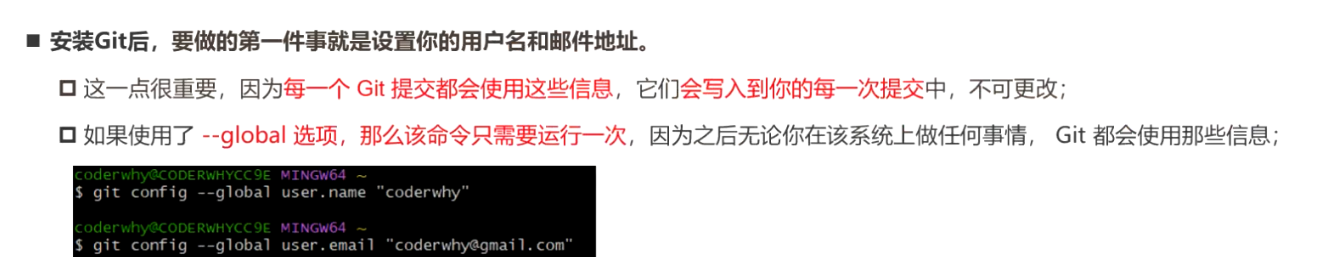 安装Git后，要做的第一件事就是设置你的用户名和邮件地址。
这一点很重要，因为每一个 Git 提交都会使用这些信息，它们会写入到你的每一次提交中，不可更改；
如果使用了 --global 选项，那么该命令只需要运行一次，因为之后无论你在该系统上做任何事情， Git 都会使用那些信息；
coderwhy@CODERWHYCC9E MINGW64 ~
$ git config --global user.name "coderwhy"
coderwhy@CODERWHYCC9E MINGW64 ~
$ git config --global user.email "coderwhy@gmail.com"